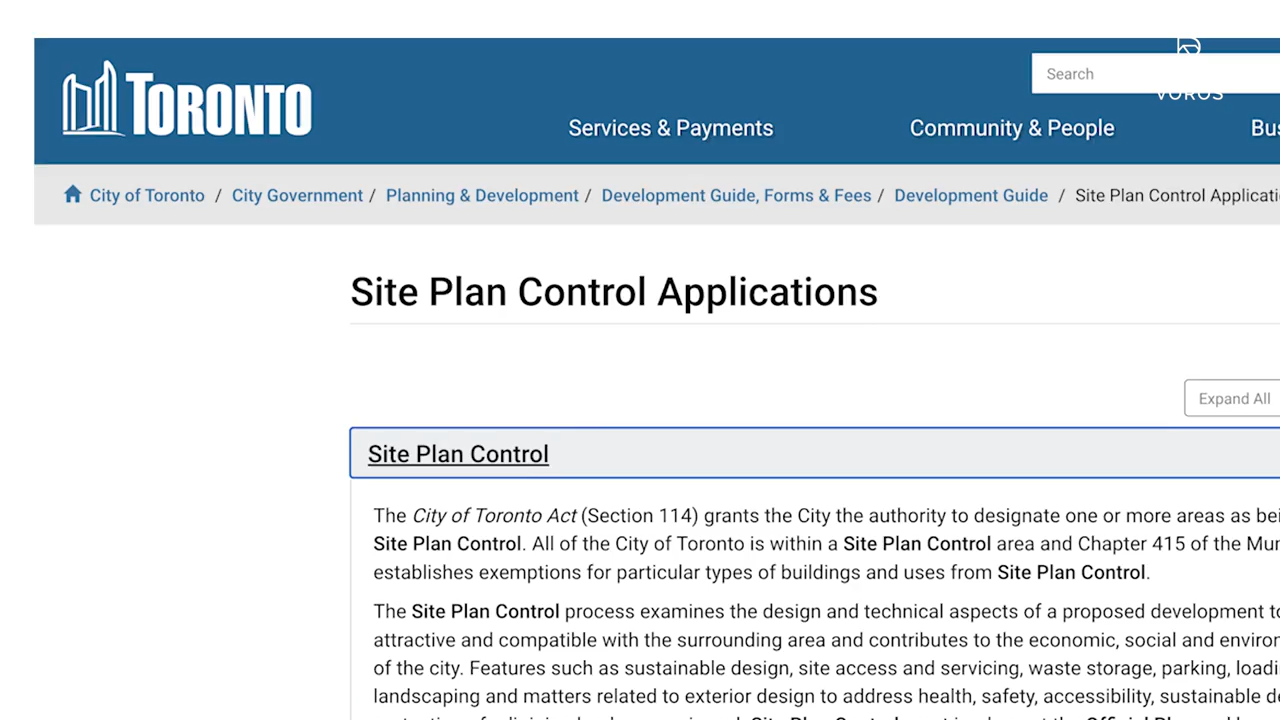 TORONTO
Search
VOROS
Services & Payments
Community & People
City of Toronto / City Government / Planning & Development / Development Guide, Forms & Fees / Development Guide / Site Plan Control
Site Plan Control Applications
Expand All
Site Plan Control
The City of Toronto Act (Section 114) grants the City the authority to designate one or more areas as
Site Plan Control. All of the City of Toronto is within a Site Plan Control area and Chapter 415 of the
establishes exemptions for particular types of buildings and uses from Site Plan Control.
The Site Plan Control process examines the design and technical aspects of a proposed development
attractive and compatible with the surrounding area and contributes to the economic, social and
of the city. Features such as sustainable design, site access and servicing, waste storage, parking,
landscaping and matters related to exterior design to address health, safety, accessibility, sustainable